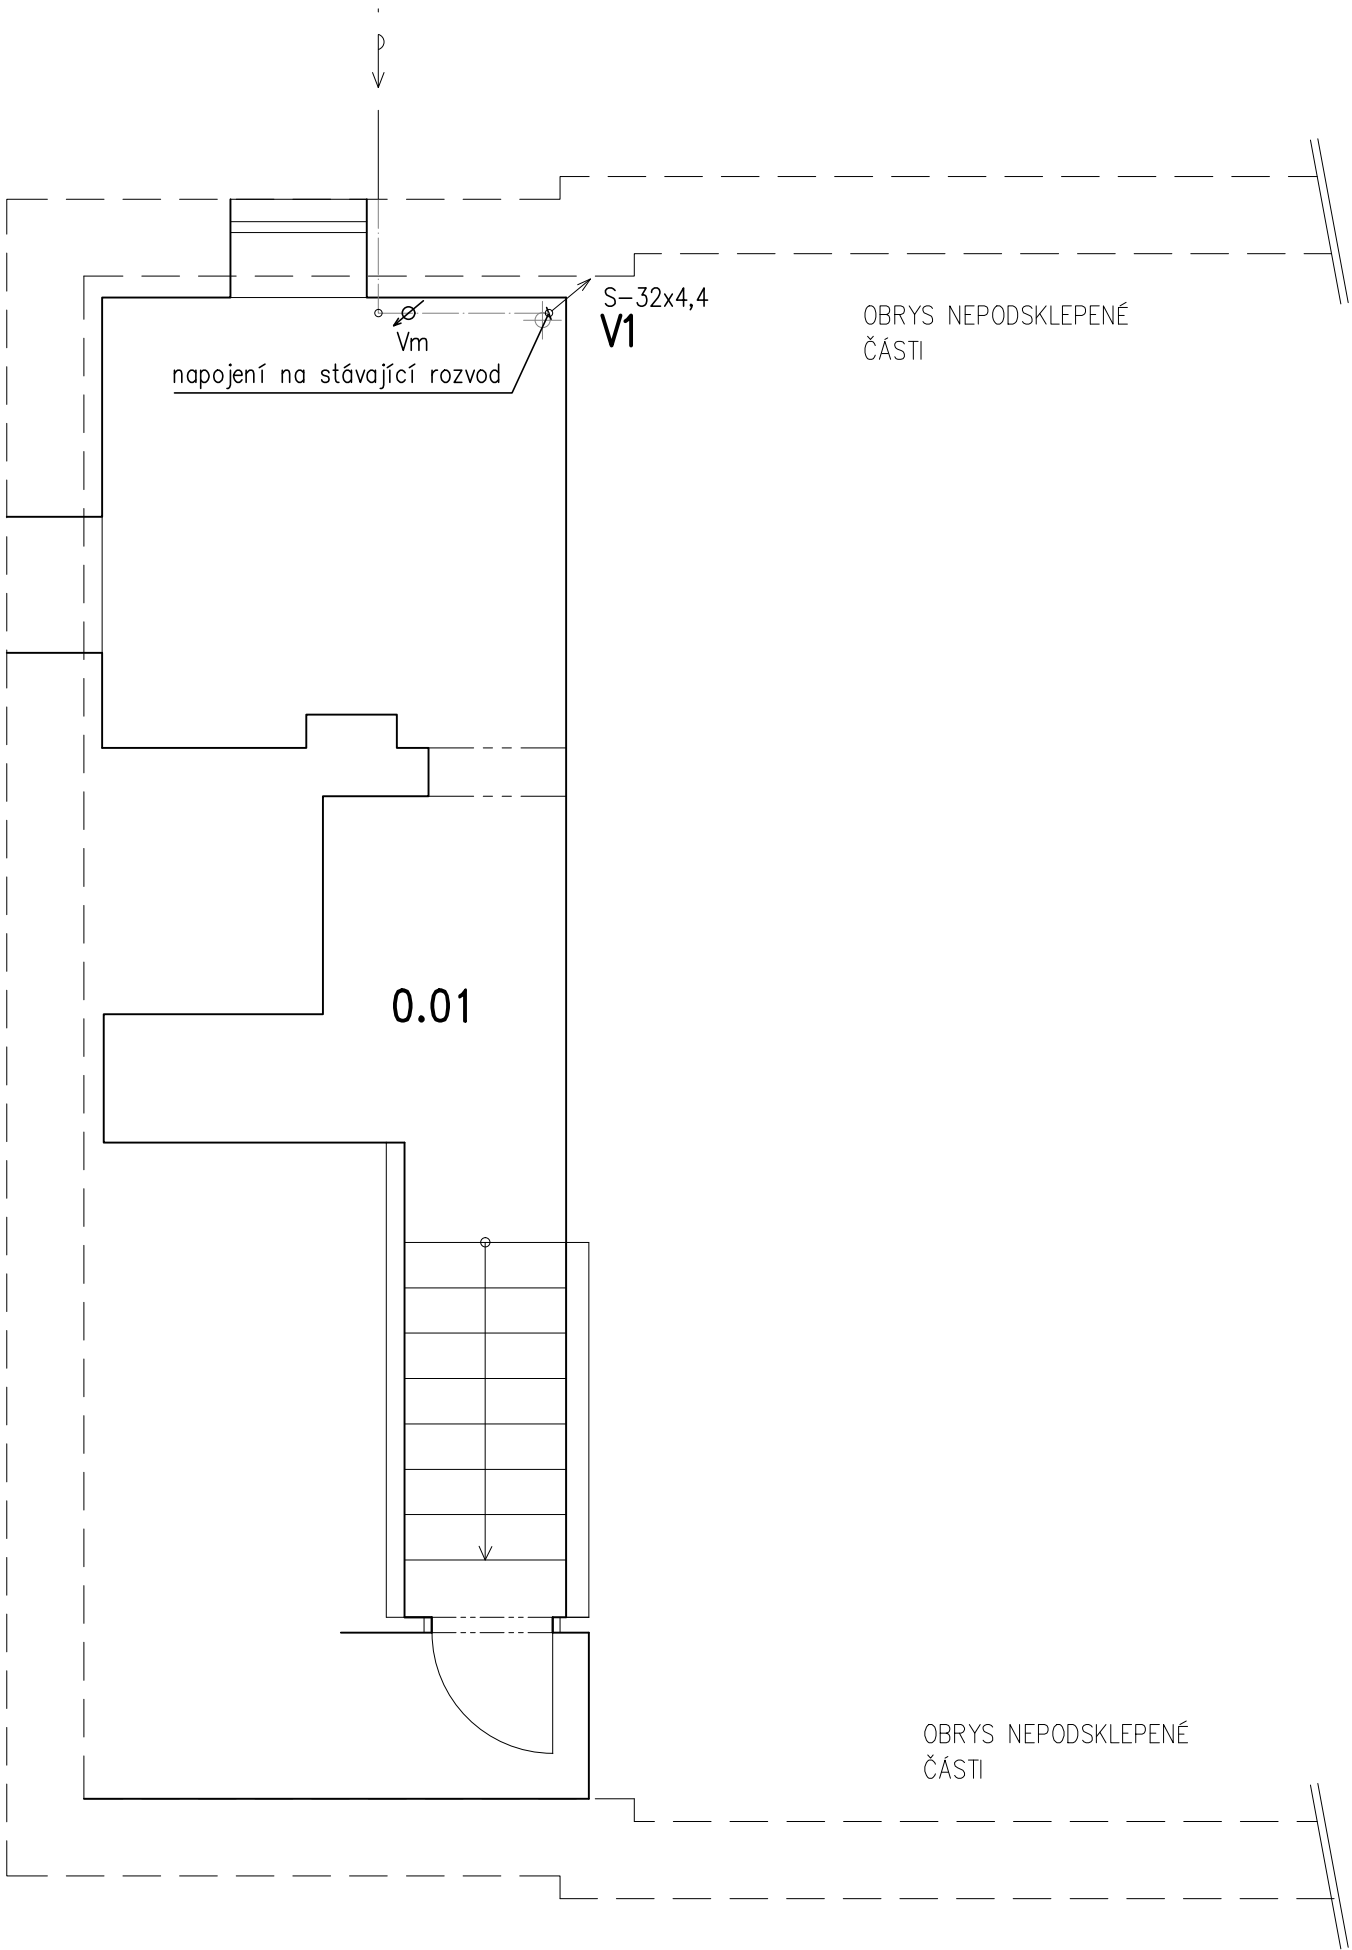 S-32x4,4
V1
OBRYS NEPODSKLEPENÉ
ČÁSTI
Vm
napojení na stávající rozvod
0.01
OBRYS NEPODSKLEPENÉ
ČÁSTI